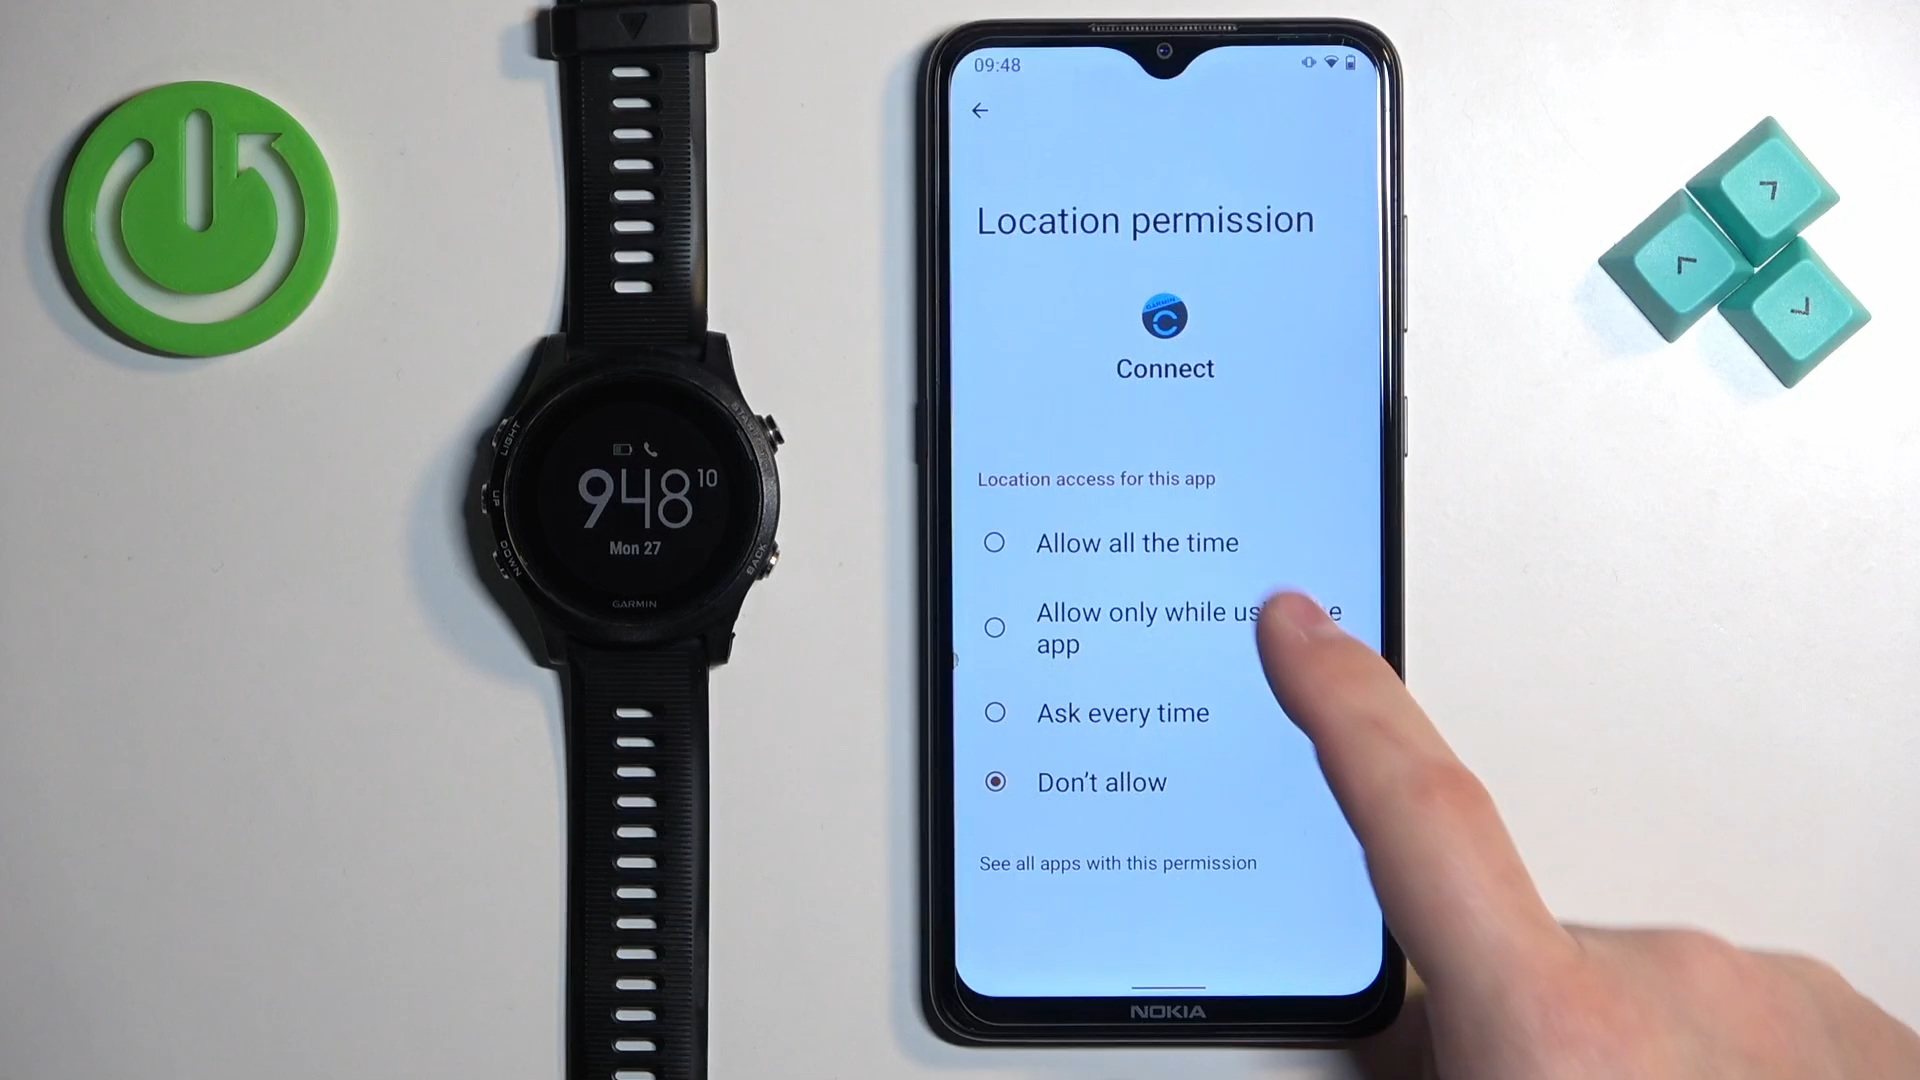 09:48
Location permission
GARMIN
Connect
Location access for this app
Allow all the time
Allow only while
app
Ask every time
Don't allow
See all apps with this permission
NOKIA
LIGHT
UP
DOWN
BACK
948 10
Mon 27
GARMIN